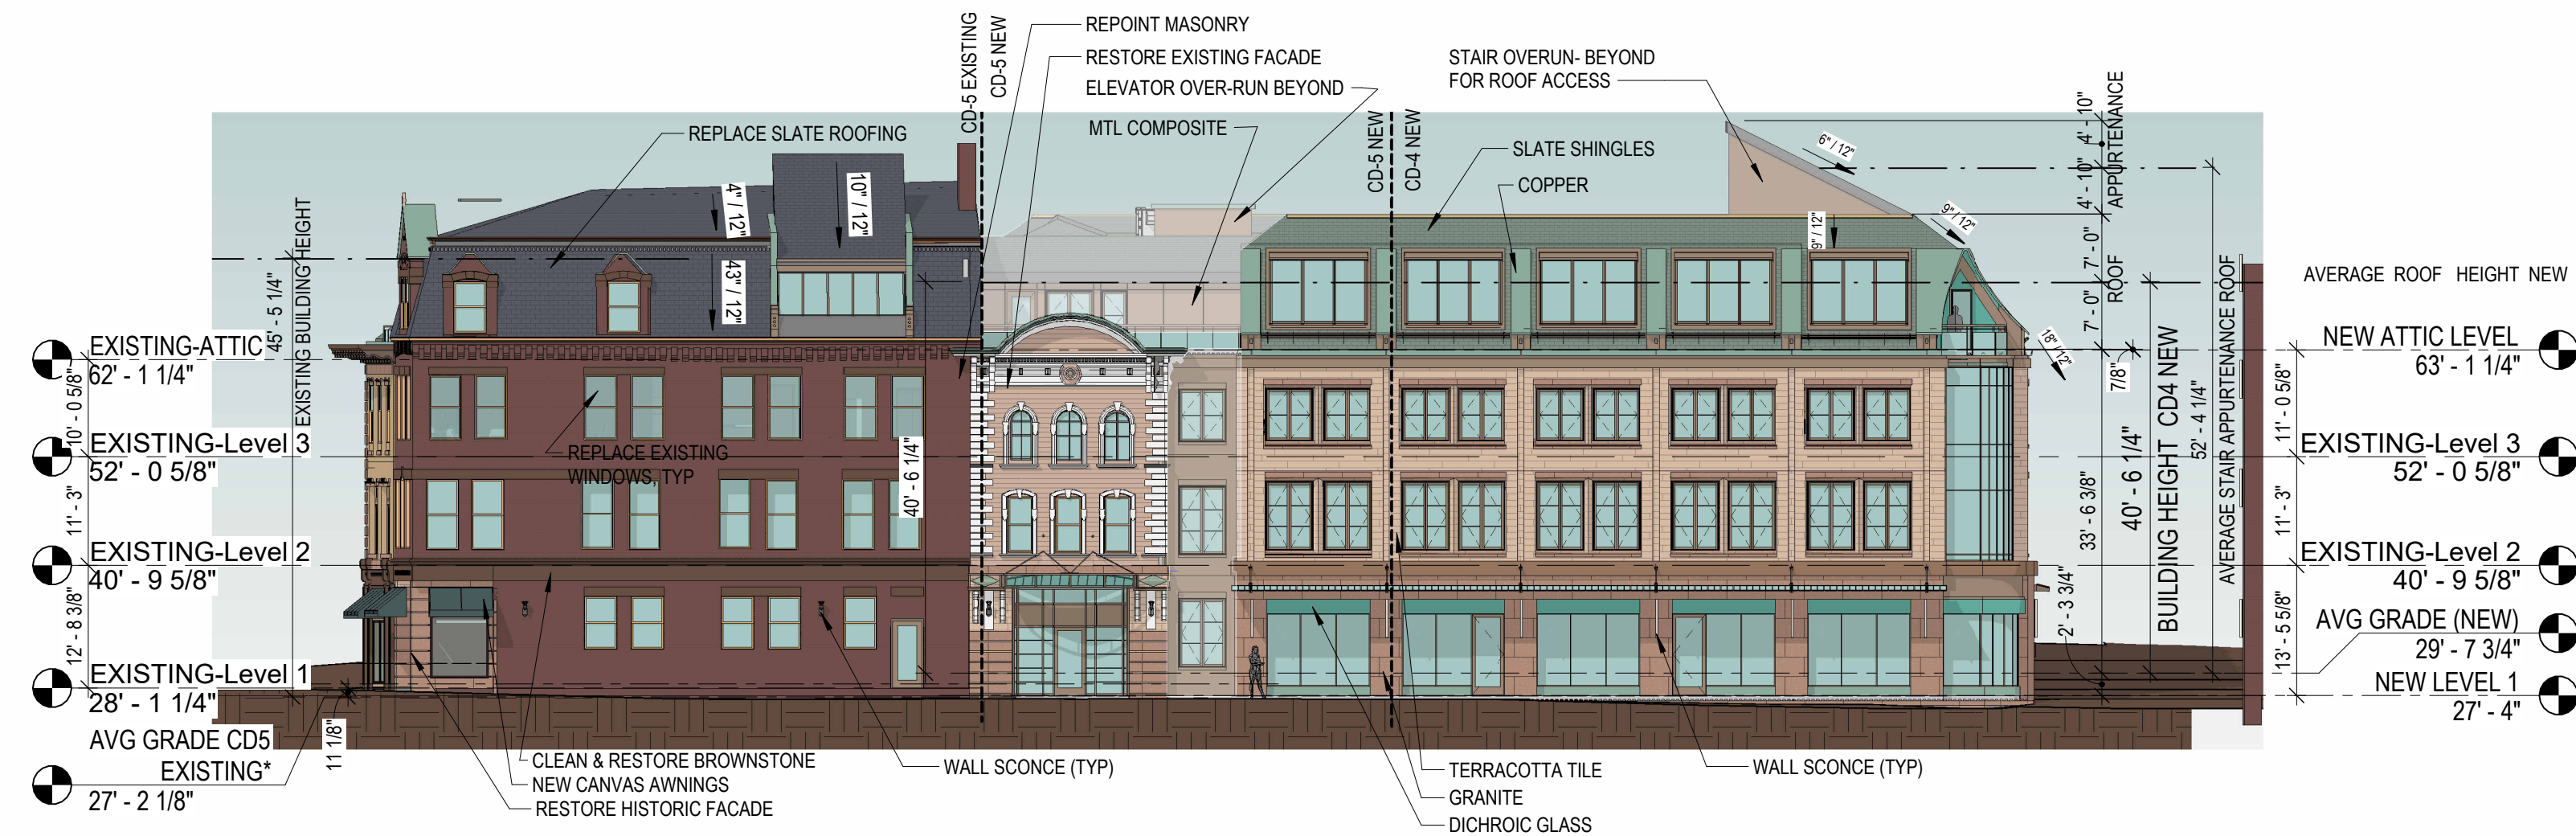 REPOINT MASONRY
RESTORE EXISTING FACADE
ELEVATOR OVER-RUN BEYOND
MTL COMPOSITE
CD-5 EXISTING
CD-5 NEW
STAIR OVERUN- BEYOND
FOR ROOF ACCESS
CD-5 NEW
CD-4 NEW
SLATE SHINGLES
COPPER
REPLACE SLATE ROOFING
4" / 12"
10" / 12"
43" / 12"
6" / 12"
9" / 12"
9" / 12"
18" / 12"
4' - 10"
4' - 10"
APPURTENANCE
7' - 0"
7' - 0"
ROOF
7/8"
33' - 6 3/8"
2' - 3 3/4"
40' - 6 1/4"
BUILDING HEIGHT CD4 NEW
52' - 4 1/4"
AVERAGE STAIR APPURTENANCE ROOF
45' - 5 1/4"
EXISTING BUILDING HEIGHT
40' - 6 1/4"
REPLACE EXISTING
WINDOWS, TYP
EXISTING-ATTIC
62' - 1 1/4"
10' - 0 5/8"
EXISTING-Level 3
52' - 0 5/8"
11' - 3"
EXISTING-Level 2
40' - 9 5/8"
12' - 8 3/8"
EXISTING-Level 1
28' - 1 1/4"
AVG GRADE CD5
EXISTING*
27' - 2 1/8"
11 1/8"
AVERAGE ROOF HEIGHT NEW
NEW ATTIC LEVEL
63' - 1 1/4"
11' - 0 5/8"
EXISTING-Level 3
52' - 0 5/8"
11' - 3"
EXISTING-Level 2
40' - 9 5/8"
13' - 5 5/8"
AVG GRADE (NEW)
29' - 7 3/4"
NEW LEVEL 1
27' - 4"
CLEAN & RESTORE BROWNSTONE
NEW CANVAS AWNINGS
RESTORE HISTORIC FACADE
WALL SCONCE (TYP)
TERRACOTTA TILE
GRANITE
DICHROIC GLASS
WALL SCONCE (TYP)